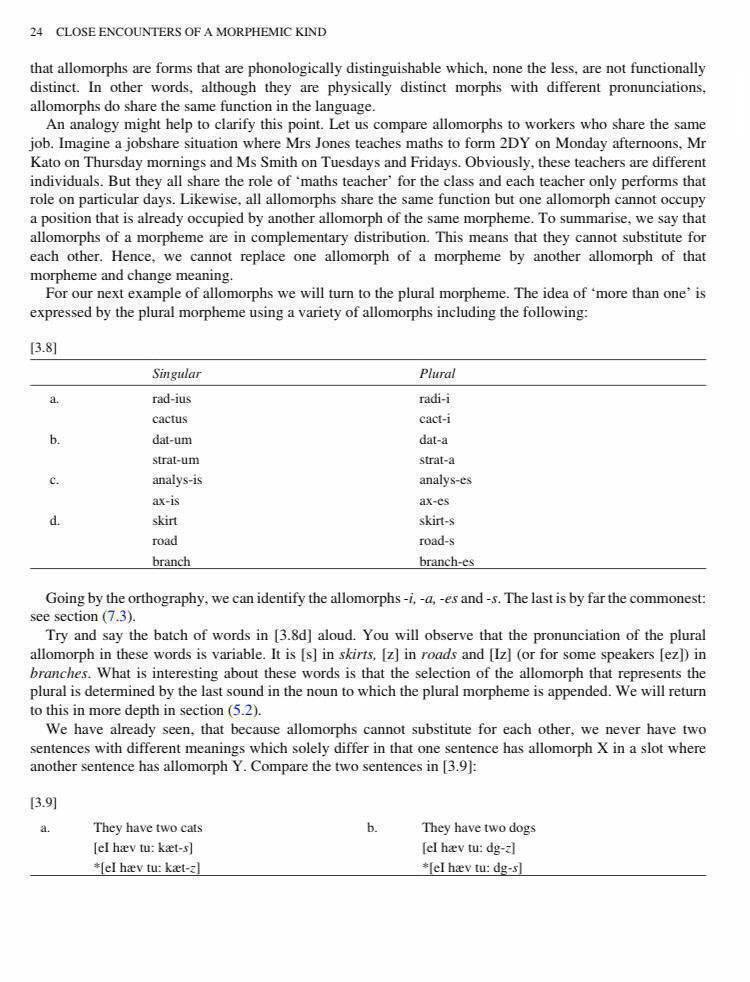 24 CLOSE ENCOUNTERS OF A MORPHEMIC KIND
that allomorphs are forms that are phonologically distinguishable which, none the less, are not functionally
distinct. In other words, although they are physically distinct morphs with different pronunciations,
allomorphs do share the same function in the language.
An analogy might help to clarify this point. Let us compare allomorphs to workers who share the same
job. Imagine a jobshare situation where Mrs Jones teaches maths to form 2DY on Monday afternoons, Mr
Kato on Thursday mornings and Ms Smith on Tuesdays and Fridays. Obviously, these teachers are different
individuals. But they all share the role of ‘maths teacher’ for the class and each teacher only performs that
role on particular days. Likewise, all allomorphs share the same function but one allomorph cannot occupy
a position that is already occupied by another allomorph of the same morpheme. To summarise, we say that
allomorphs of a morpheme are in complementary distribution. This means that they cannot substitute for
each other. Hence, we cannot replace one allomorph of a morpheme by another allomorph of that
morpheme and change meaning.
For our next example of allomorphs we will turn to the plural morpheme. The idea of ‘more than one’ is
expressed by the plural morpheme using a variety of allomorphs including the following:
[3.8]
Singular Plural
a. rad-ius radi-i
cactus cact-i
b. dat-um dat-a
strat-um strat-a
c. analys-is analys-es
ax-is ax-es
d. skirt skirt-s
road road-s
branch branch-es
Going by the orthography, we can identify the allomorphs -i, -a, -es and -s. The last is by far the commonest:
see section (7.3).
Try and say the batch of words in [3.8d] aloud. You will observe that the pronunciation of the plural
allomorph in these words is variable. It is [s] in skirts, [z] in roads and [Iz] (or for some speakers [ez]) in
branches. What is interesting about these words is that the selection of the allomorph that represents the
plural is determined by the last sound in the noun to which the plural morpheme is appended. We will return
to this in more depth in section (5.2).
We have already seen, that because allomorphs cannot substitute for each other, we never have two
sentences with different meanings which solely differ in that one sentence has allomorph X in a slot where
another sentence has allomorph Y. Compare the two sentences in [3.9]:
[3.9]
a. They have two cats b. They have two dogs
[eI hæv tu: kæt-s] [eI hæv tu: dg-z]
*[eI hæv tu: kæt-z] *[eI hæv tu: dg-s]